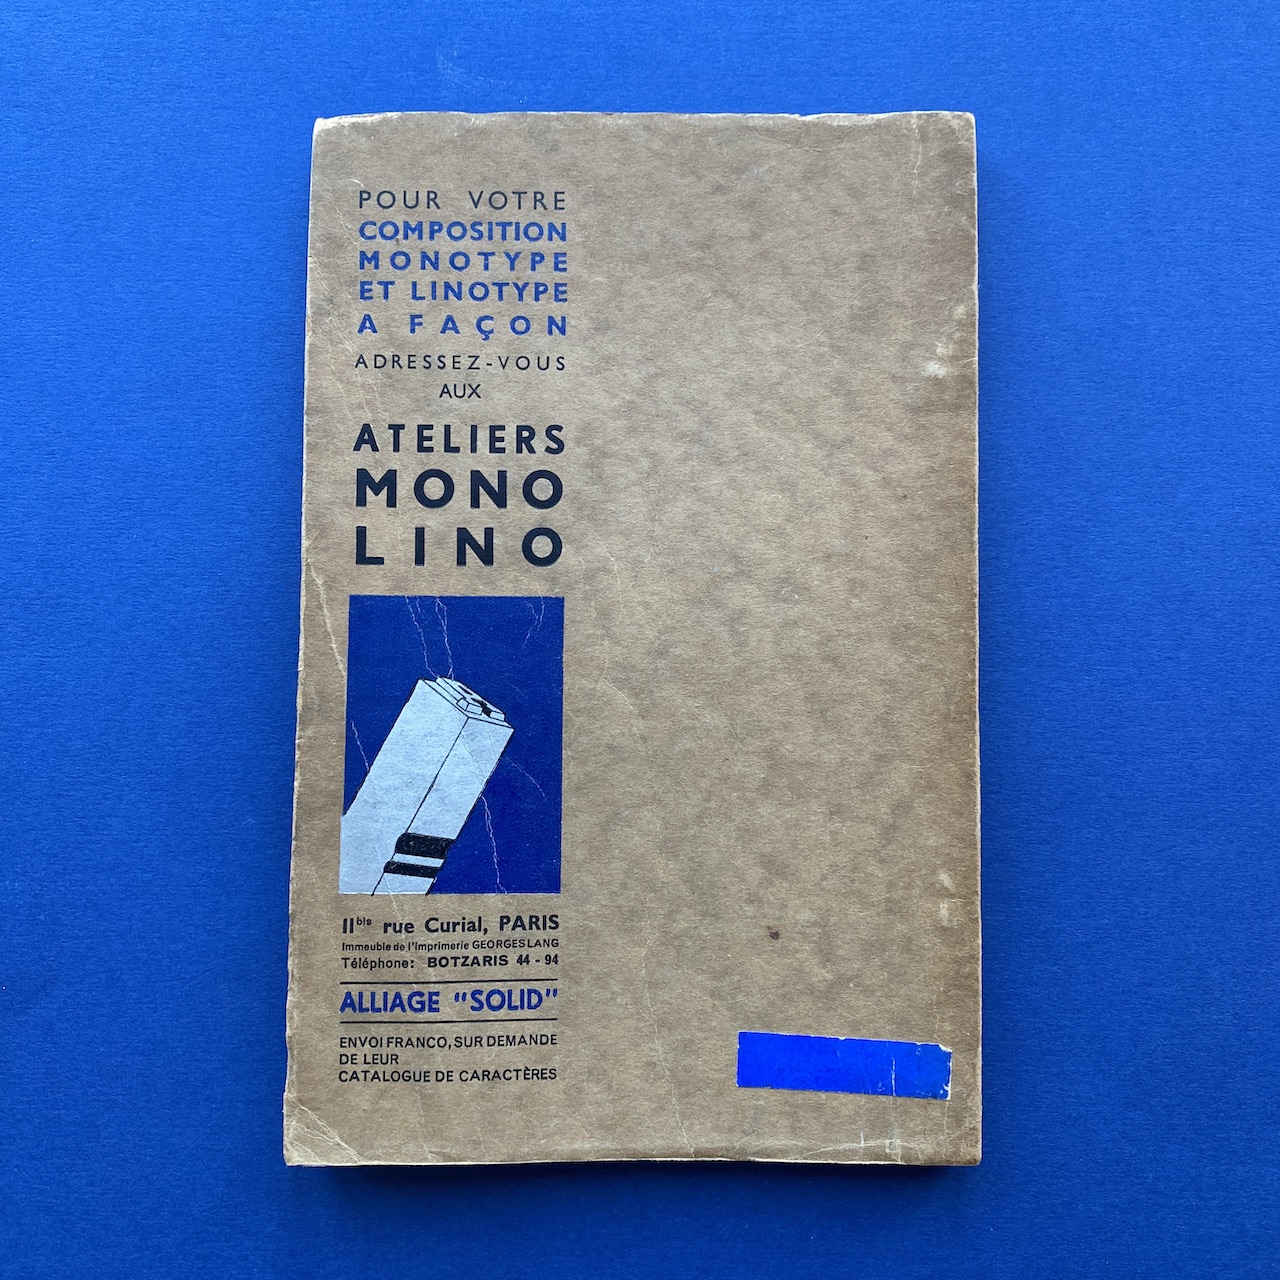 POUR VOTRE
COMPOSITION
MONOTYPE
ET LINOTYPE
A FAÇON
ADRESSEZ-VOUS
AUX
ATELIERS
MONO
LINO
11bis rue Curial, PARIS
Immeuble de l'Imprimerie GEORGES LANG
Téléphone: BOTZARIS 44-94
ALLIAGE "SOLID"
ENVOI FRANCO, SUR DEMANDE
DE LEUR
CATALOGUE DE CARACTÈRES